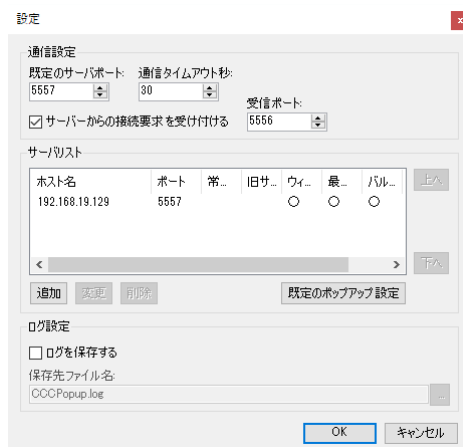 設定
通信設定
既定のサーバポート: 通信タイムアウト秒:
5557 30
受信ポート:
サーバーからの接続要求を受け付ける 5556
サーバリスト
ホスト名 ポート 常... 旧サ... ウィ... 最... バル...
192.168.19.129 5557 ○ ○ ○
上へ
下へ
追加 変更 削除 既定のポップアップ設定
ログ設定
ログを保存する
保存先ファイル名:
CCCPopup.log ...
OK キャンセル